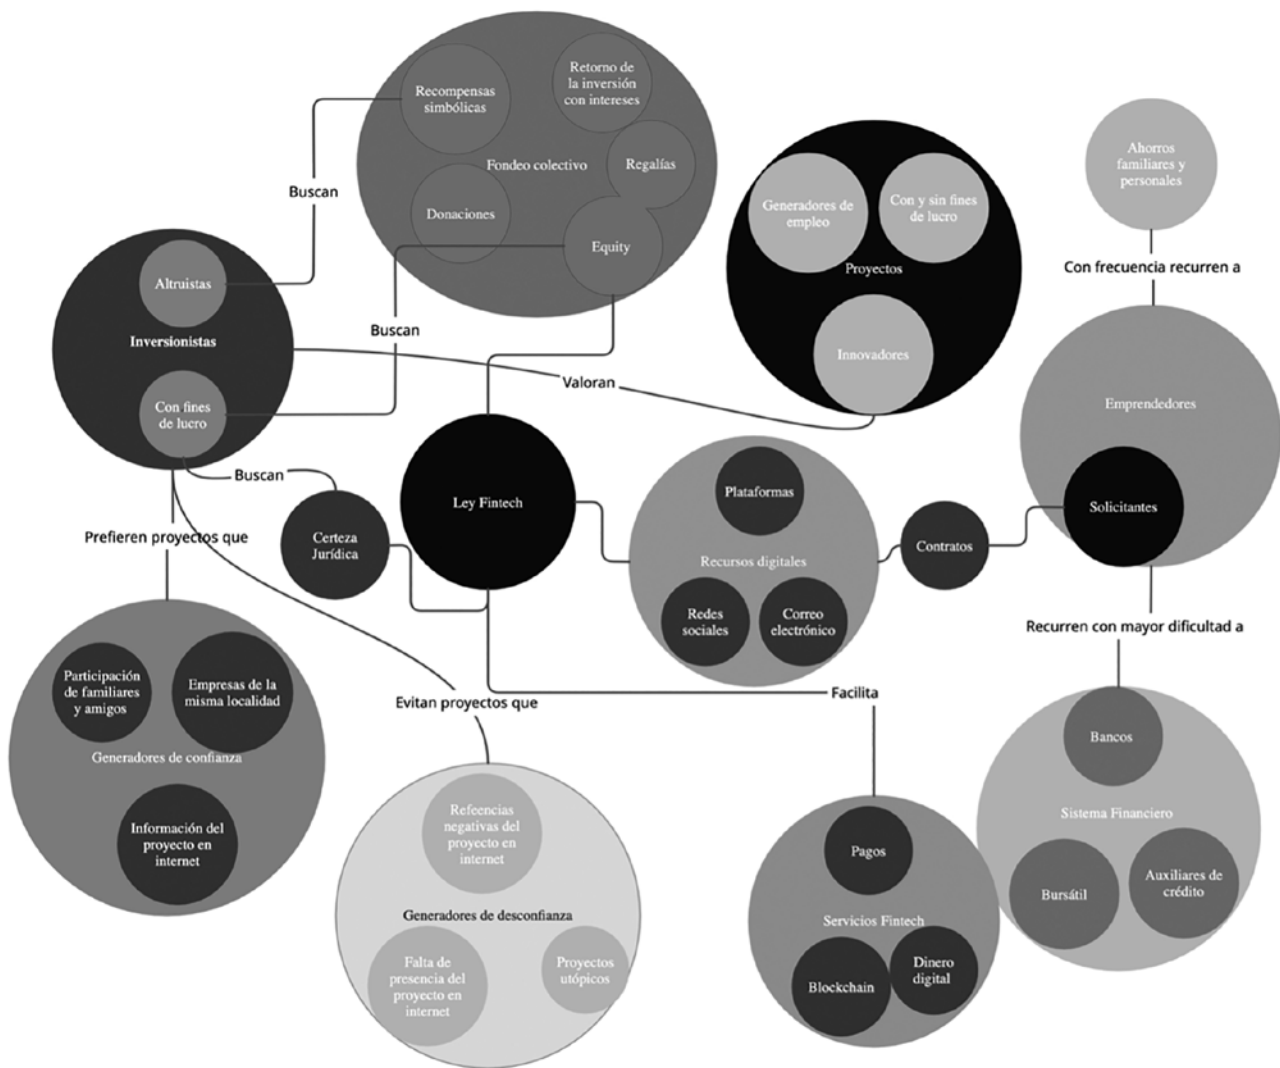 Recompensas
simbólicas
Retorno de
la inversión
con intereses
Fondeo colectivo
Regalías
Donaciones
Equity
Buscan
Altruistas
Inversionistas
Con fines
de lucro
Buscan
Valoran
Generadores de
empleo
Con y sin fines
de lucro
Proyectos
Innovadores
Ahorros
familiares y
personales
Con frecuencia recurren a
Emprendedores
Solicitantes
Buscan
Certeza
Jurídica
Ley Fintech
Plataformas
Recursos digitales
Redes
sociales
Correo
electrónico
Contratos
Prefieren proyectos que
Recurren con mayor dificultad a
Participación
de familiares
y amigos
Empresas de la
misma localidad
Generadores de confianza
Información del
proyecto en
internet
Evitan proyectos que
Facilita
Refeencias
negativas del
proyecto en
internet
Generadores de desconfianza
Falta de
presencia del
proyecto en
internet
Proyectos
utópicos
Pagos
Servicios Fintech
Blockchain
Dinero
digital
Bancos
Sistema Financiero
Bursátil
Auxiliares de
crédito